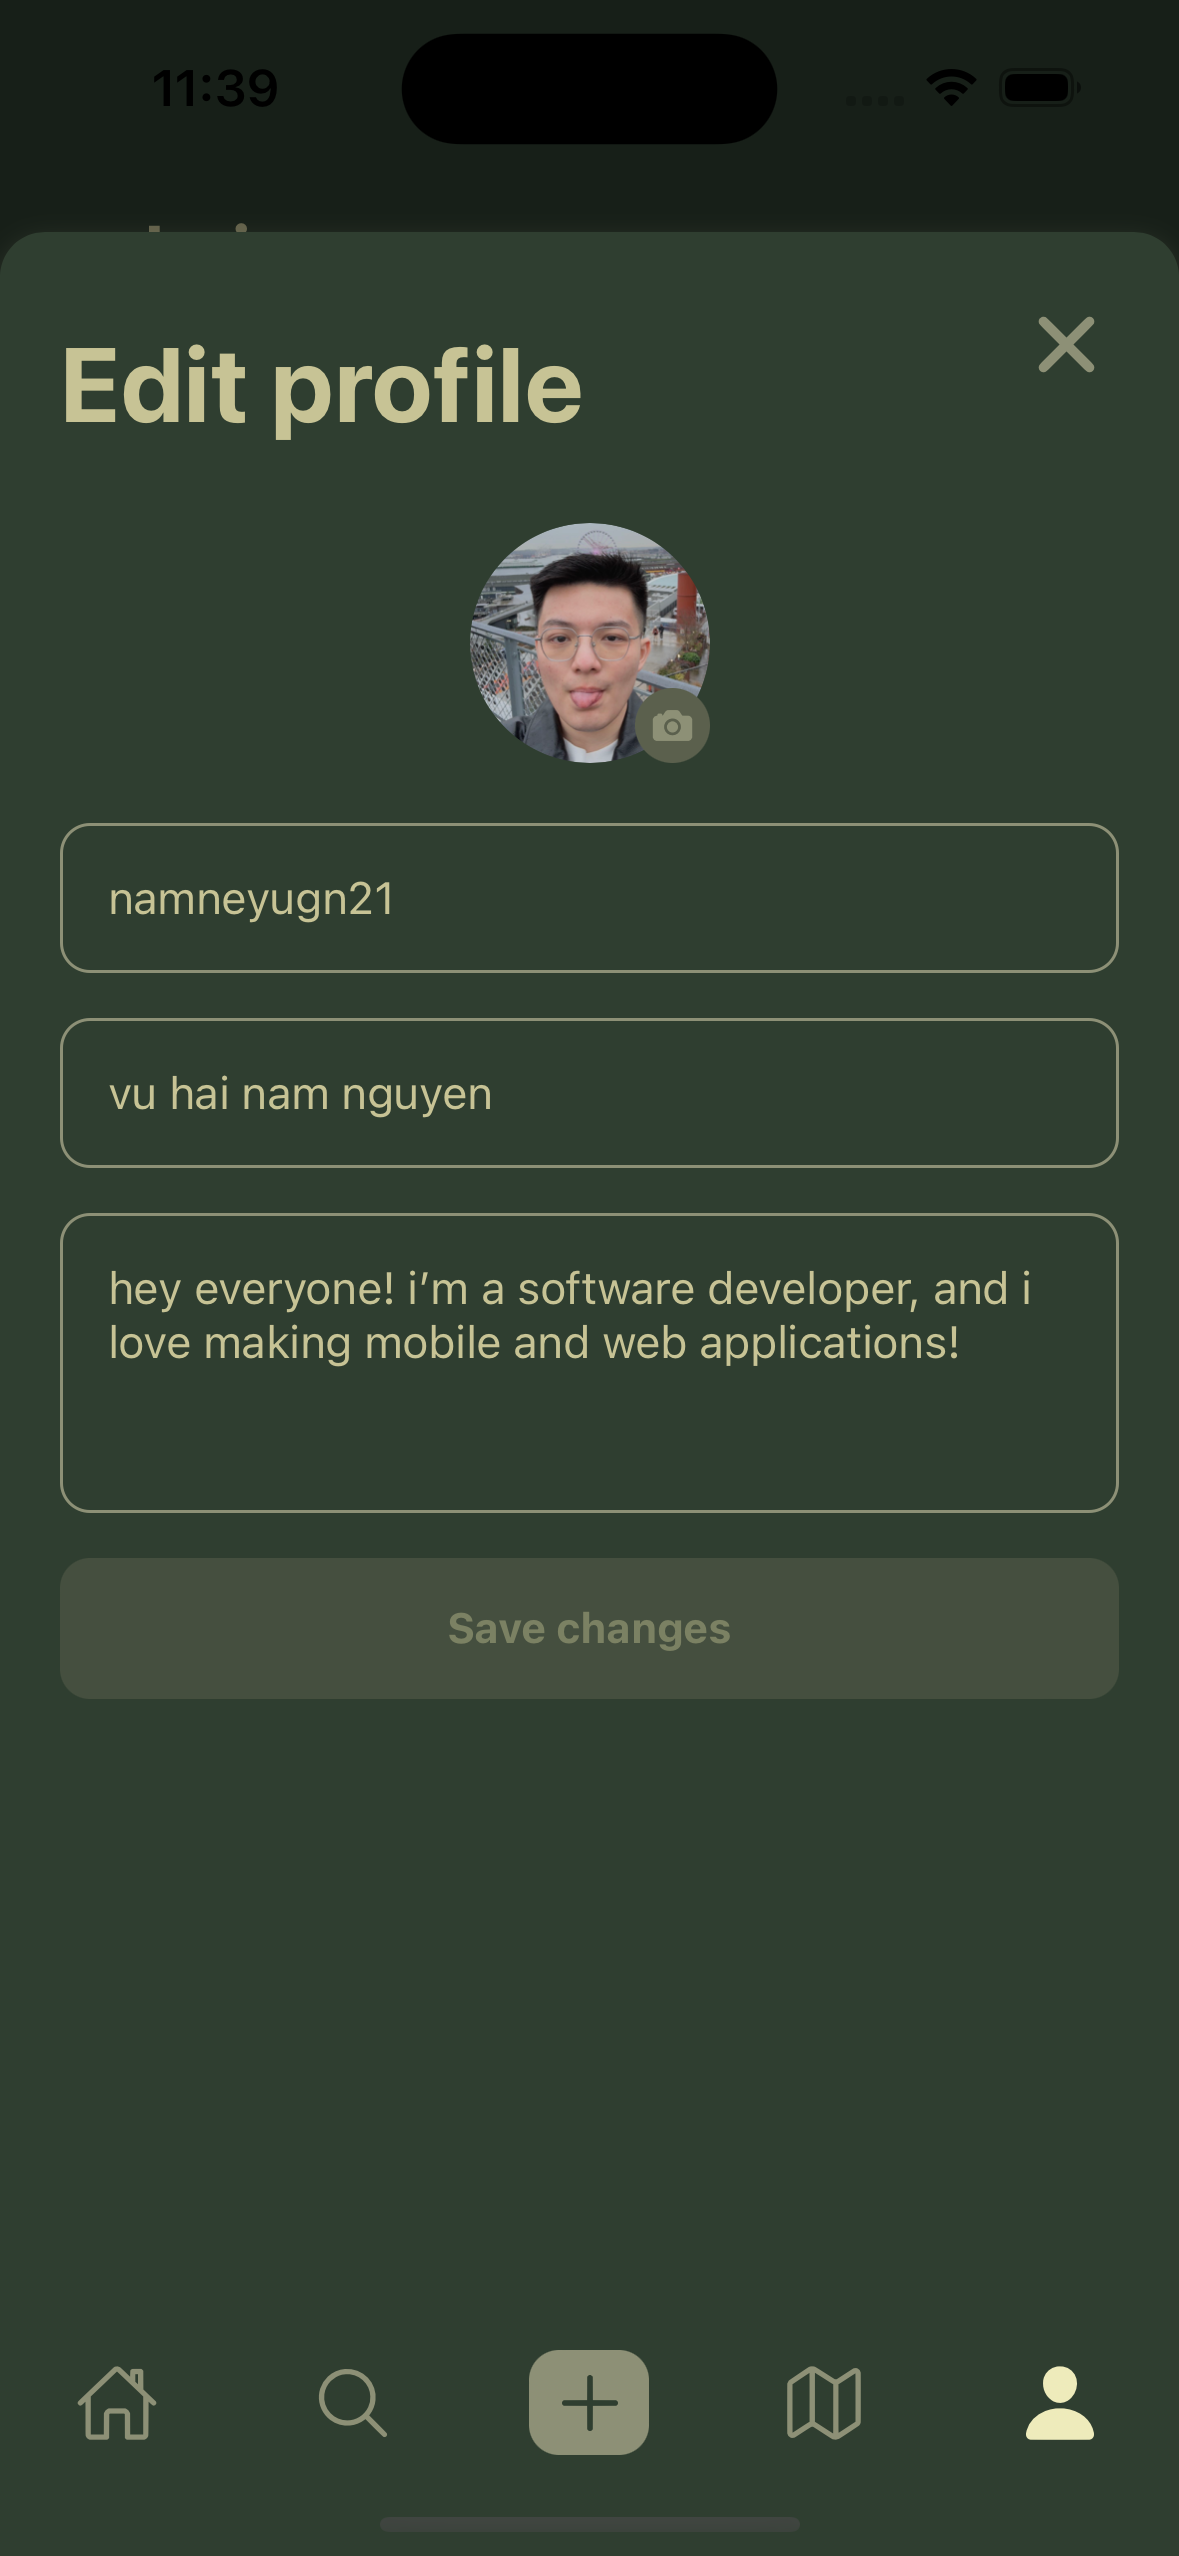 11:39
Edit profile
namneyugn21
vu hai nam nguyen
hey everyone! i’m a software developer, and i
love making mobile and web applications!
Save changes